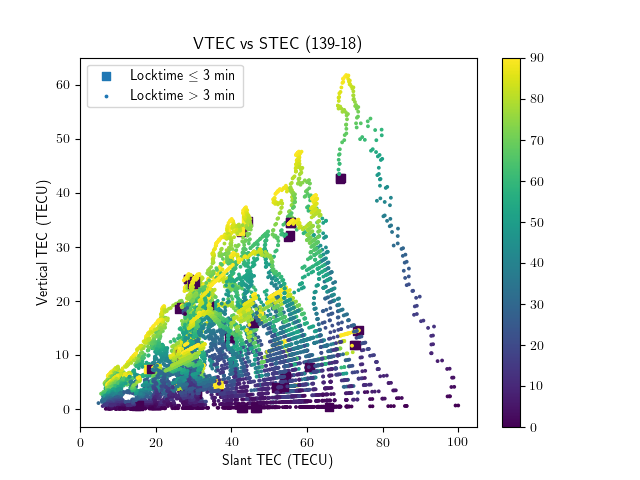 VTEC vs STEC (139-18)
Locktime ≤ 3 min
Locktime > 3 min
Vertical TEC (TECU)
60
50
40
30
20
10
0
0 20 40 60 80 100
Slant TEC (TECU)
90
80
70
60
50
40
30
20
10
0